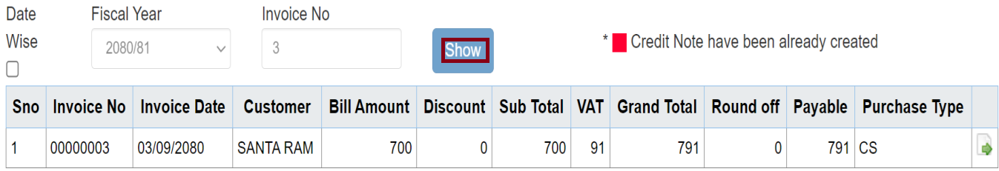 Date Fiscal Year Invoice No
Wise 2080/81 3 Show * Credit Note have been already created
Sno Invoice No Invoice Date Customer Bill Amount Discount Sub Total VAT Grand Total Round off Payable Purchase Type
1 00000003 03/09/2080 SANTA RAM 700 0 700 91 791 0 791 CS